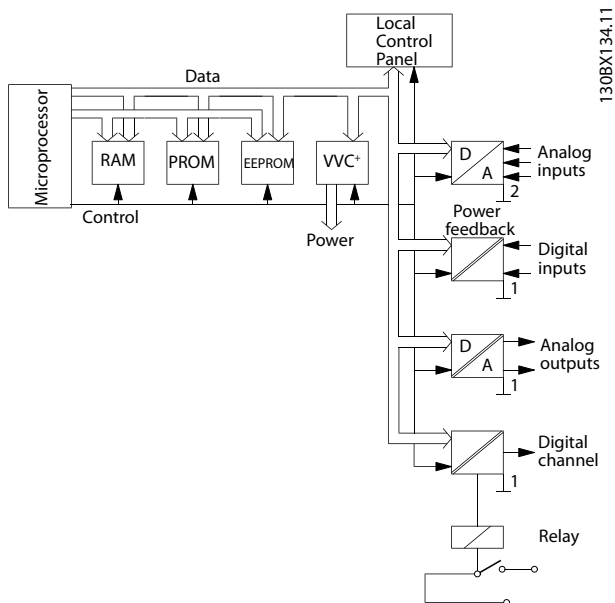 130BX134.11
Local
Control
Panel
Data
Microprocessor
RAM
PROM
EEPROM
VVC+
Control
Power
D
A
2
Analog
inputs
Power
feedback
1
Digital
inputs
D
A
1
Analog
outputs
1
Digital
channel
Relay